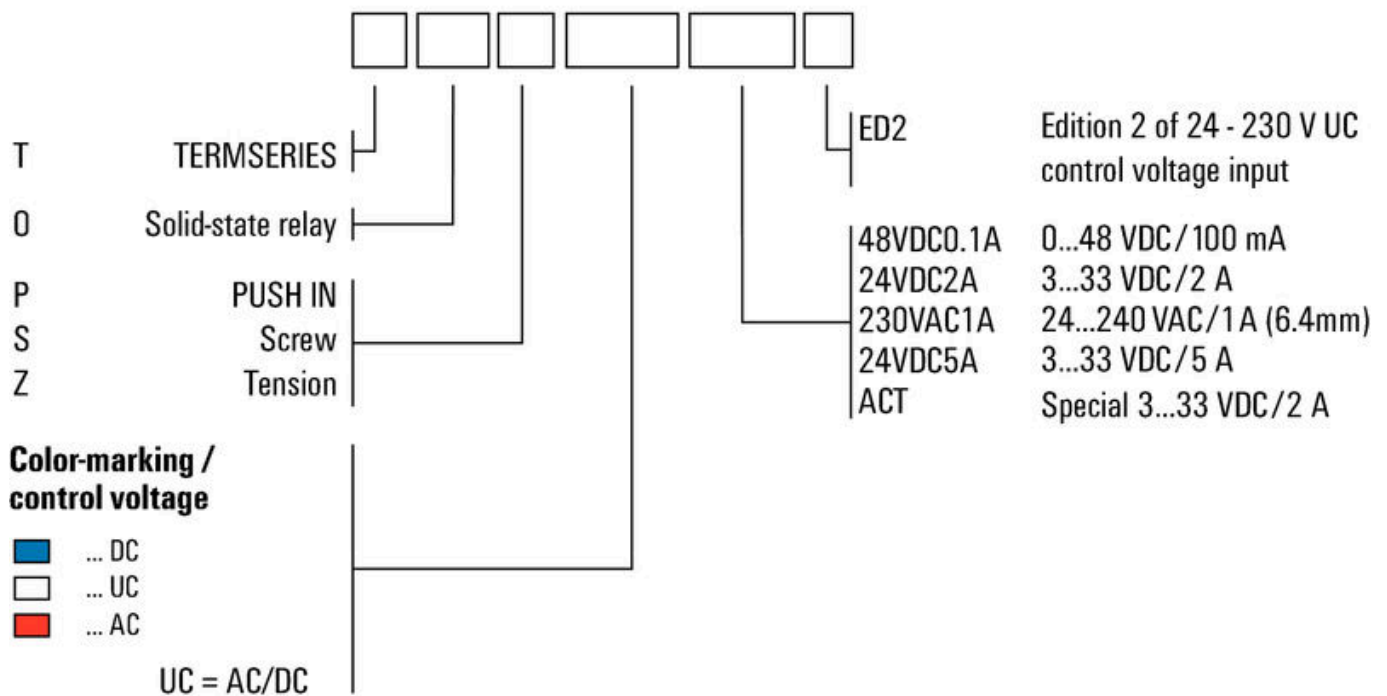 T TERMSERIES
O Solid-state relay
P PUSH IN
S Screw
Z Tension
Color-marking /
control voltage
... DC
... UC
... AC
UC = AC/DC
ED2 Edition 2 of 24 - 230 V UC
control voltage input
48VDC0.1A 0...48 VDC/100 mA
24VDC2A 3...33 VDC/2 A
230VAC1A 24...240 VAC/1A (6.4mm)
24VDC5A 3...33 VDC/5 A
ACT Special 3...33 VDC/2 A